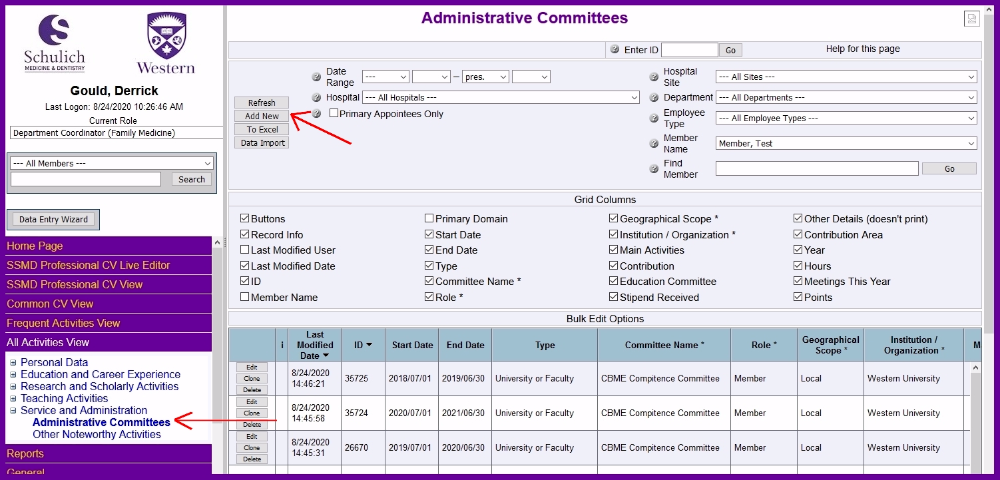 Schulich
MEDICINE & DENTISTRY
Western
Gould, Derrick
Last Logon: 8/24/2020 10:26:46 AM
Current Role
Department Coordinator (Family Medicine)
--- All Members ---
Search
Data Entry Wizard
Home Page
SSMD Professional CV Live Editor
SSMD Professional CV View
Common CV View
Frequent Activities View
All Activities View
Personal Data
Education and Career Experience
Research and Scholarly Activities
Teaching Activities
Service and Administration
Administrative Committees
Other Noteworthy Activities
Reports
General
Administrative Committees
Enter ID Go Help for this page
Refresh
Add New
To Excel
Data Import
Date Range --- – pres.
Hospital --- All Hospitals ---
Primary Appointees Only
Hospital Site --- All Sites ---
Department --- All Departments ---
Employee Type --- All Employee Types ---
Member Name Member, Test
Find Member Go
Grid Columns
Buttons Primary Domain Geographical Scope * Other Details (doesn't print)
Record Info Start Date Institution / Organization * Contribution Area
Last Modified User End Date Main Activities Year
Last Modified Date Type Contribution Hours
ID Committee Name * Education Committee Meetings This Year
Member Name Role * Stipend Received Points
Bulk Edit Options
i Last Modified Date ID Start Date End Date Type Committee Name * Role * Geographical Scope * Institution / Organization * M
Edit
Clone
Delete
8/24/2020 14:46:21 35725 2018/07/01 2019/06/30 University or Faculty CBME Compitence Committee Member Local Western University
Edit
Clone
Delete
8/24/2020 14:45:58 35724 2020/07/01 2021/06/30 University or Faculty CBME Compitence Committee Member Local Western University
Edit
Clone
Delete
8/24/2020 14:45:31 26670 2019/07/01 2020/06/30 University or Faculty CBME Compitence Committee Member Local Western University